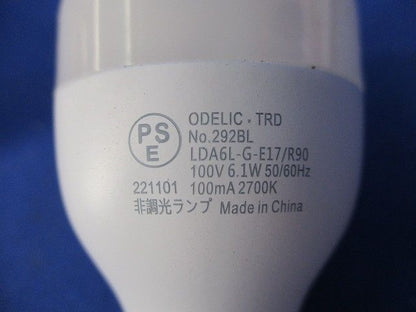 ODELIC・TRD
PS E No.292BL
LDA6L-G-E17/R90
100V 6.1W 50/60Hz
221101 100mA 2700K
非調光ランプ Made in China